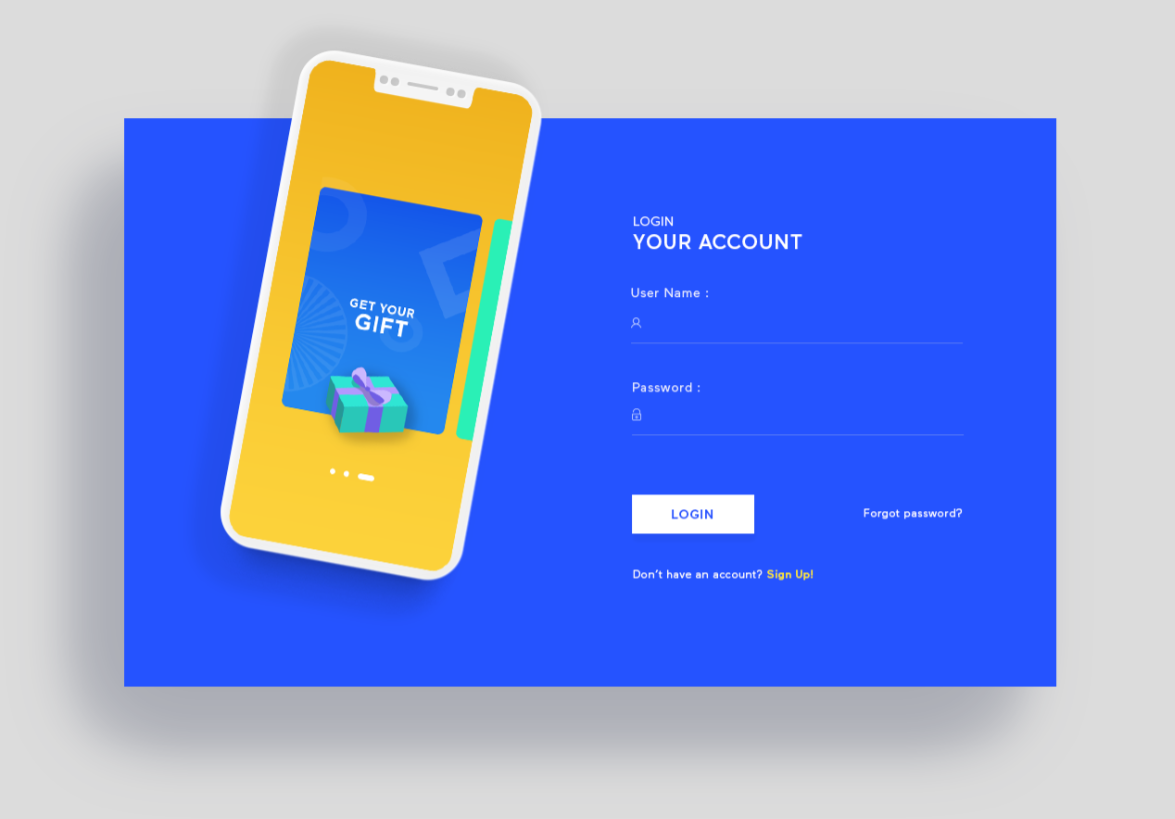 GET YOUR
GIFT
LOGIN
YOUR ACCOUNT
User Name :
Password :
LOGIN
Forgot password?
Don't have an account? Sign Up!